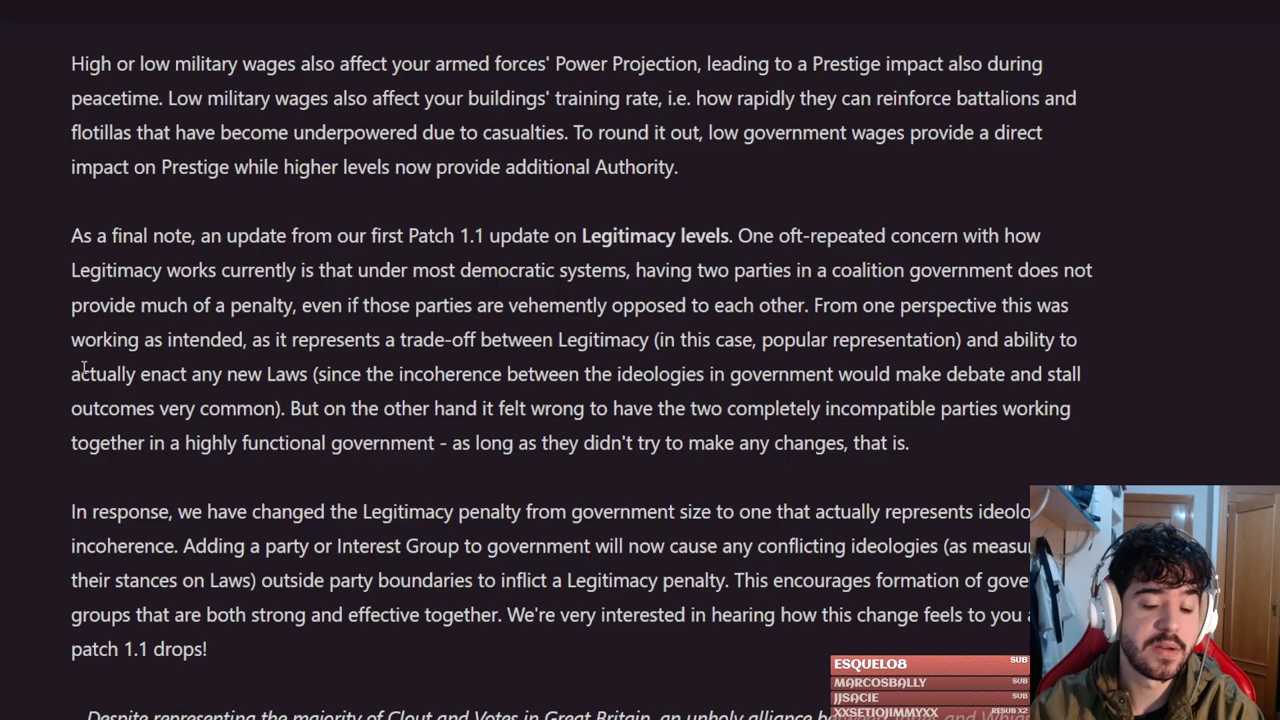 High or low military wages also affect your armed forces' Power Projection, leading to a Prestige impact also during
peacetime. Low military wages also affect your buildings' training rate, i.e. how rapidly they can reinforce battalions and
flotillas that have become underpowered due to casualties. To round it out, low government wages provide a direct
impact on Prestige while higher levels now provide additional Authority.
As a final note, an update from our first Patch 1.1 update on Legitimacy levels. One oft-repeated concern with how
Legitimacy works currently is that under most democratic systems, having two parties in a coalition government does not
provide much of a penalty, even if those parties are vehemently opposed to each other. From one perspective this was
working as intended, as it represents a trade-off between Legitimacy (in this case, popular representation) and ability to
actually enact any new Laws (since the incoherence between the ideologies in government would make debate and stall
outcomes very common). But on the other hand it felt wrong to have the two completely incompatible parties working
together in a highly functional government - as long as they didn't try to make any changes, that is.
In response, we have changed the Legitimacy penalty from government size to one that actually represents ideolo
incoherence. Adding a party or Interest Group to government will now cause any conflicting ideologies (as measu
their stances on Laws) outside party boundaries to inflict a Legitimacy penalty. This encourages formation of gove
groups that are both strong and effective together. We're very interested in hearing how this change feels to you
patch 1.1 drops!
ESQUELO8 SUB
MARCOSBALLY SUB
JJSACIE SUB
XXSETIOJIMMYXX RESUB X2
Despite representing the majority of Clout and Votes in Great Britain, an unholy alliance